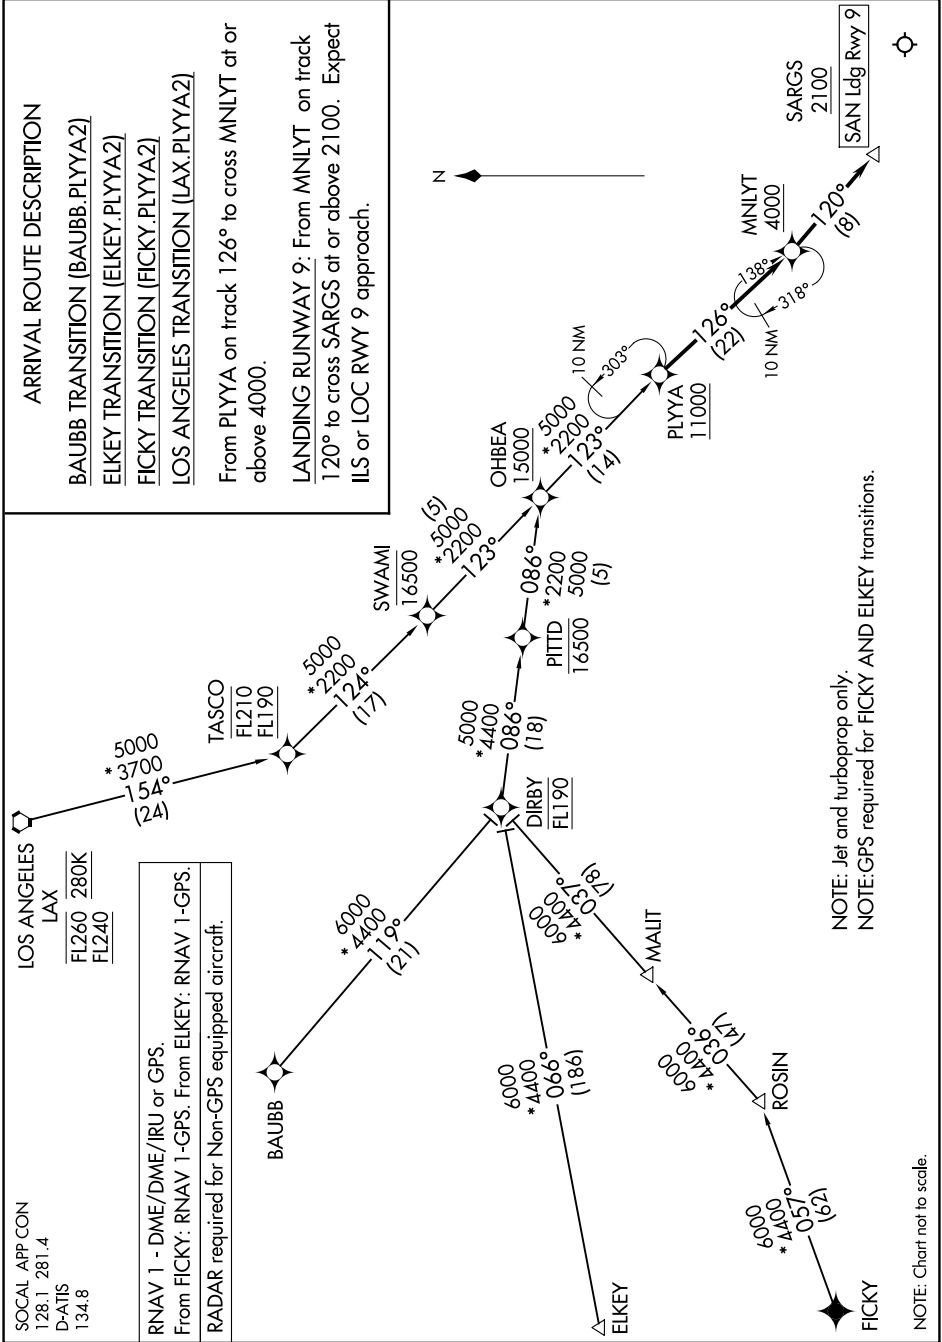 SOCAL APP CON
128.1 281.4
D-ATIS
134.8
RNAV 1 - DME/DME/IRU or GPS.
From FICKY: RNAV 1-GPS. From ELKEY: RNAV 1-GPS.
RADAR required for Non-GPS equipped aircraft.
LOS ANGELES
LAX
FL260 280K
FL240
5000
*3700
154°
(24)
TASCO
FL210
FL190
5000
*2200
124°
(17)
SWAMI
16500
(5)
5000
*2200
123°
OHBEA
15000
5000
*2200
123°
(14)
10 NM
303°
PLYYA
11000
126°
(22)
10 NM
138°
318°
MNLYT
4000
120°
(8)
SARGS
2100
SAN Ldg Rwy 9
N
BAUBB
6000
*4400
119°
(21)
DIRBY
FL190
5000
*4400
086°
(18)
PITTD
16500
086°
*2200
5000
(5)
ELKEY
6000
*4400
066°
(186)
FICKY
6000
*4400
057°
(62)
ROSIN
6000
*4400
036°
(47)
MALIT
6000
*4400
037°
(78)
ARRIVAL ROUTE DESCRIPTION
BAUBB TRANSITION (BAUBB.PLYYA2)
ELKEY TRANSITION (ELKEY.PLYYA2)
FICKY TRANSITION (FICKY.PLYYA2)
LOS ANGELES TRANSITION (LAX.PLYYA2)
From PLYYA on track 126° to cross MNLYT at or
above 4000.
LANDING RUNWAY 9: From MNLYT on track
120° to cross SARGS at or above 2100. Expect
ILS or LOC RWY 9 approach.
NOTE: Jet and turboprop only.
NOTE:GPS required for FICKY AND ELKEY transitions.
NOTE: Chart not to scale.